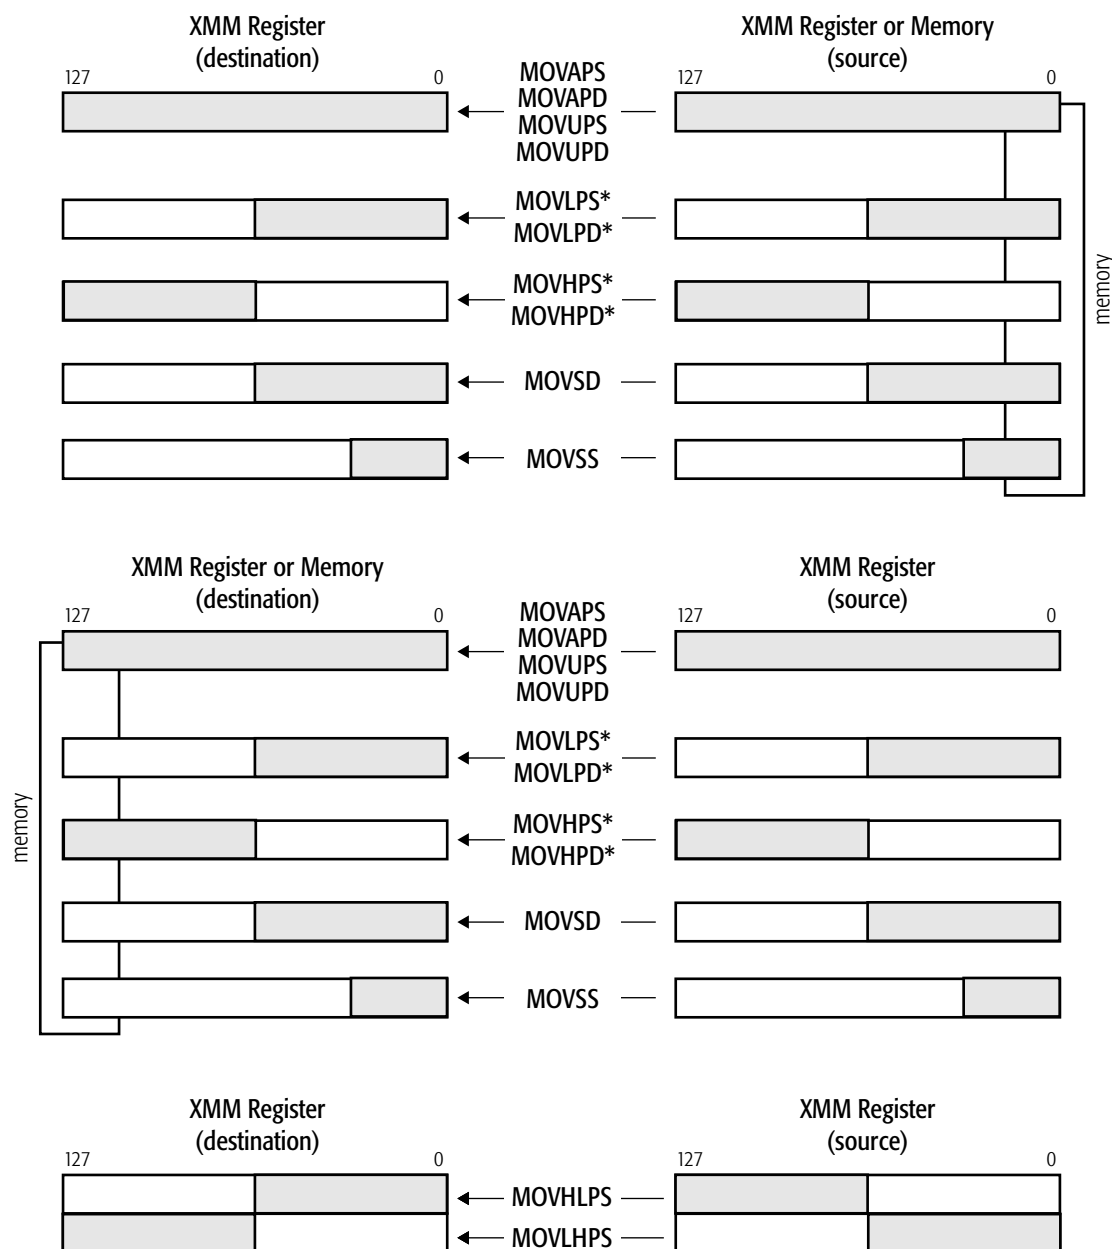 XMM Register
(destination)
XMM Register or Memory
(source)
127
0
127
0
MOVAPS
MOVAPD
MOVUPS
MOVUPD
MOVLPS*
MOVLPD*
MOVHPS*
MOVHPD*
MOVSD
MOVSS
memory
XMM Register or Memory
(destination)
XMM Register
(source)
127
0
127
0
MOVAPS
MOVAPD
MOVUPS
MOVUPD
MOVLPS*
MOVLPD*
MOVHPS*
MOVHPD*
MOVSD
MOVSS
memory
XMM Register
(destination)
XMM Register
(source)
127
0
127
0
MOVHLPS
MOVLHPS